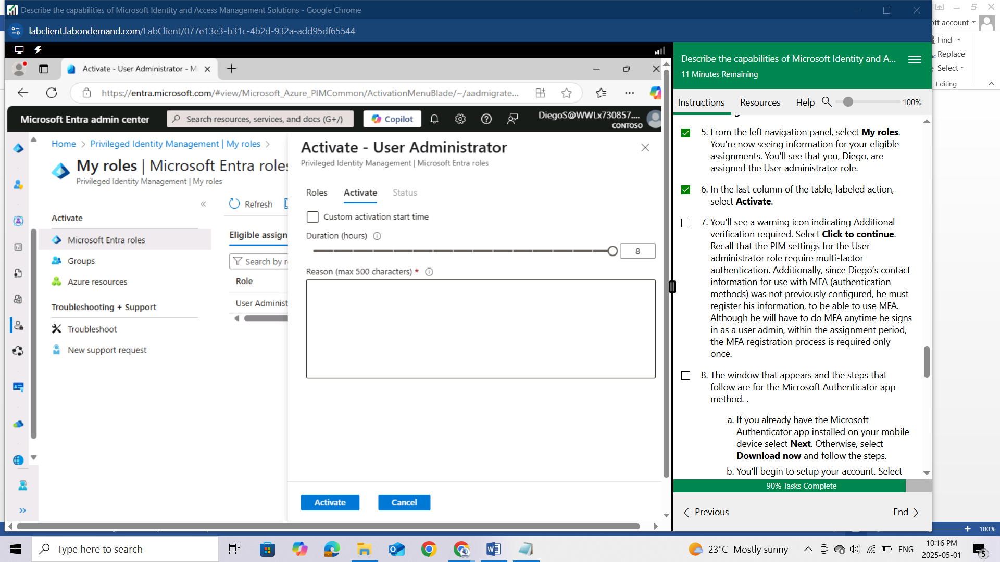 Describe the capabilities of Microsoft Identity and Access Management Solutions - Google Chrome
labclient.labondemand.com/LabClient/077e13e3-b31c-4b2d-932a-add95df65544
Activate - User Administrator - Mi
https://entra.microsoft.com/#view/Microsoft_Azure_PIMCommon/ActivationMenuBlade/~/aadmigrate...
Microsoft Entra admin center
Search resources, services, and docs (G+/)
Copilot
DiegoS@WWLx730857....
CONTOSO
Home > Privileged Identity Management | My roles >
My roles | Microsoft Entra roles
Privileged Identity Management | My roles
Activate
Microsoft Entra roles
Groups
Azure resources
Troubleshooting + Support
Troubleshoot
New support request
Refresh
Eligible assign
Search by r
Role
User Administ
Activate - User Administrator
Privileged Identity Management | Microsoft Entra roles
Roles
Activate
Status
Custom activation start time
Duration (hours)
8
Reason (max 500 characters) *
Activate
Cancel
Describe the capabilities of Microsoft Identity and A...
11 Minutes Remaining
Instructions
Resources
Help
100%
5. From the left navigation panel, select My roles.
You're now seeing information for your eligible
assignments. You'll see that you, Diego, are
assigned the User administrator role.
6. In the last column of the table, labeled action,
select Activate.
7. You'll see a warning icon indicating Additional
verification required. Select Click to continue.
Recall that the PIM settings for the User
administrator role require multi-factor
authentication. Additionally, since Diego's contact
information for use with MFA (authentication
methods) was not previously configured, he must
register his information, to be able to use MFA.
Although he will have to do MFA anytime he signs
in as a user admin, within the assignment period,
the MFA registration process is required only
once.
8. The window that appears and the steps that
follow are for the Microsoft Authenticator app
method. .
a. If you already have the Microsoft
Authenticator app installed on your mobile
device select Next. Otherwise, select
Download now and follow the steps.
b. You'll begin to setup your account. Select
90% Tasks Complete
Previous
End
oft account
Find
Replace
Select
Editing
100%
Type here to search
23°C Mostly sunny
ENG
10:16 PM
2025-05-01
5